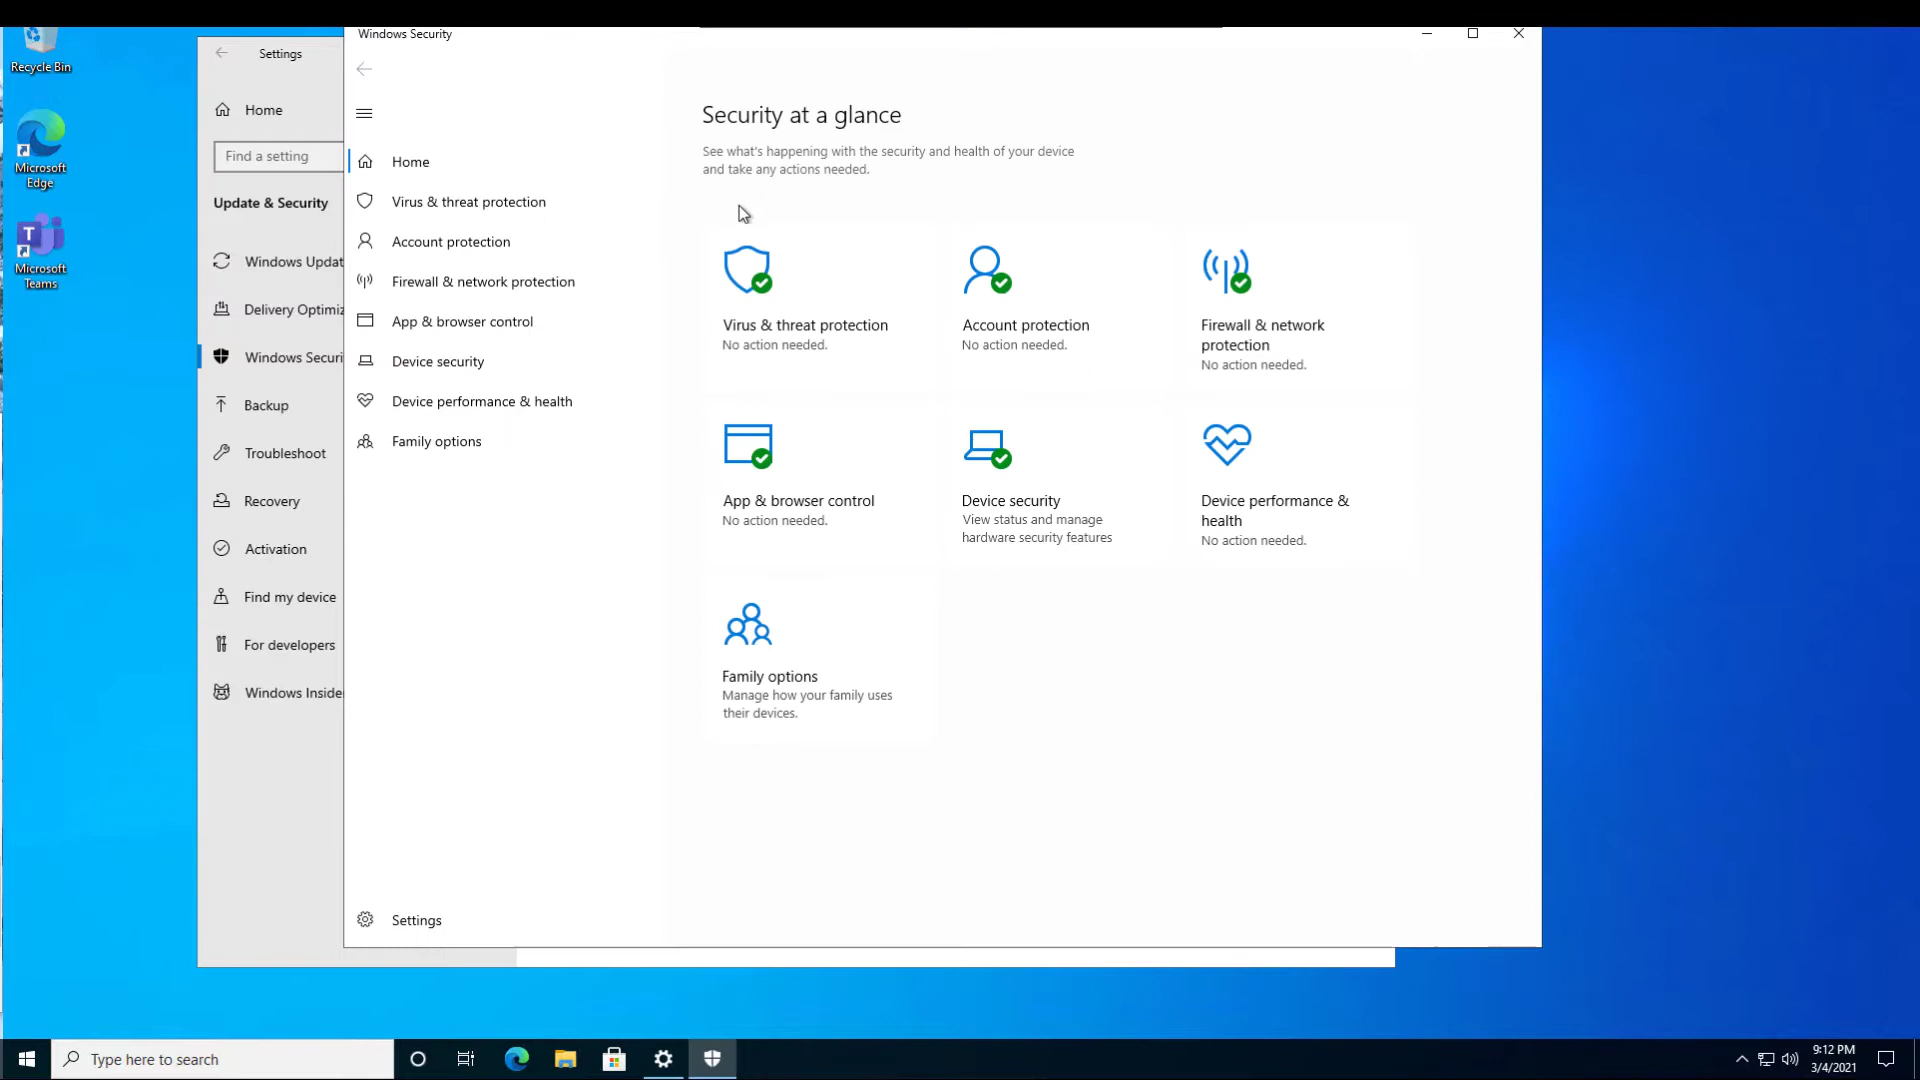 Recycle Bin
Microsoft
Edge
T
Microsoft
Teams
Settings
Home
Find a setting
Update & Security
Windows Updat
Delivery Optimiz
Windows Securi
Backup
Troubleshoot
Recovery
Activation
Find my device
For developers
Windows Inside
Windows Security
Home
Virus & threat protection
Account protection
Firewall & network protection
App & browser control
Device security
Device performance & health
Family options
Settings
Security at a glance
See what's happening with the security and health of your device
and take any actions needed.
Virus & threat protection
No action needed.
Account protection
No action needed.
Firewall & network
protection
No action needed.
App & browser control
No action needed.
Device security
View status and manage
hardware security features
Device performance &
health
No action needed.
Family options
Manage how your family uses
their devices.
Type here to search
9:12 PM
3/4/2021